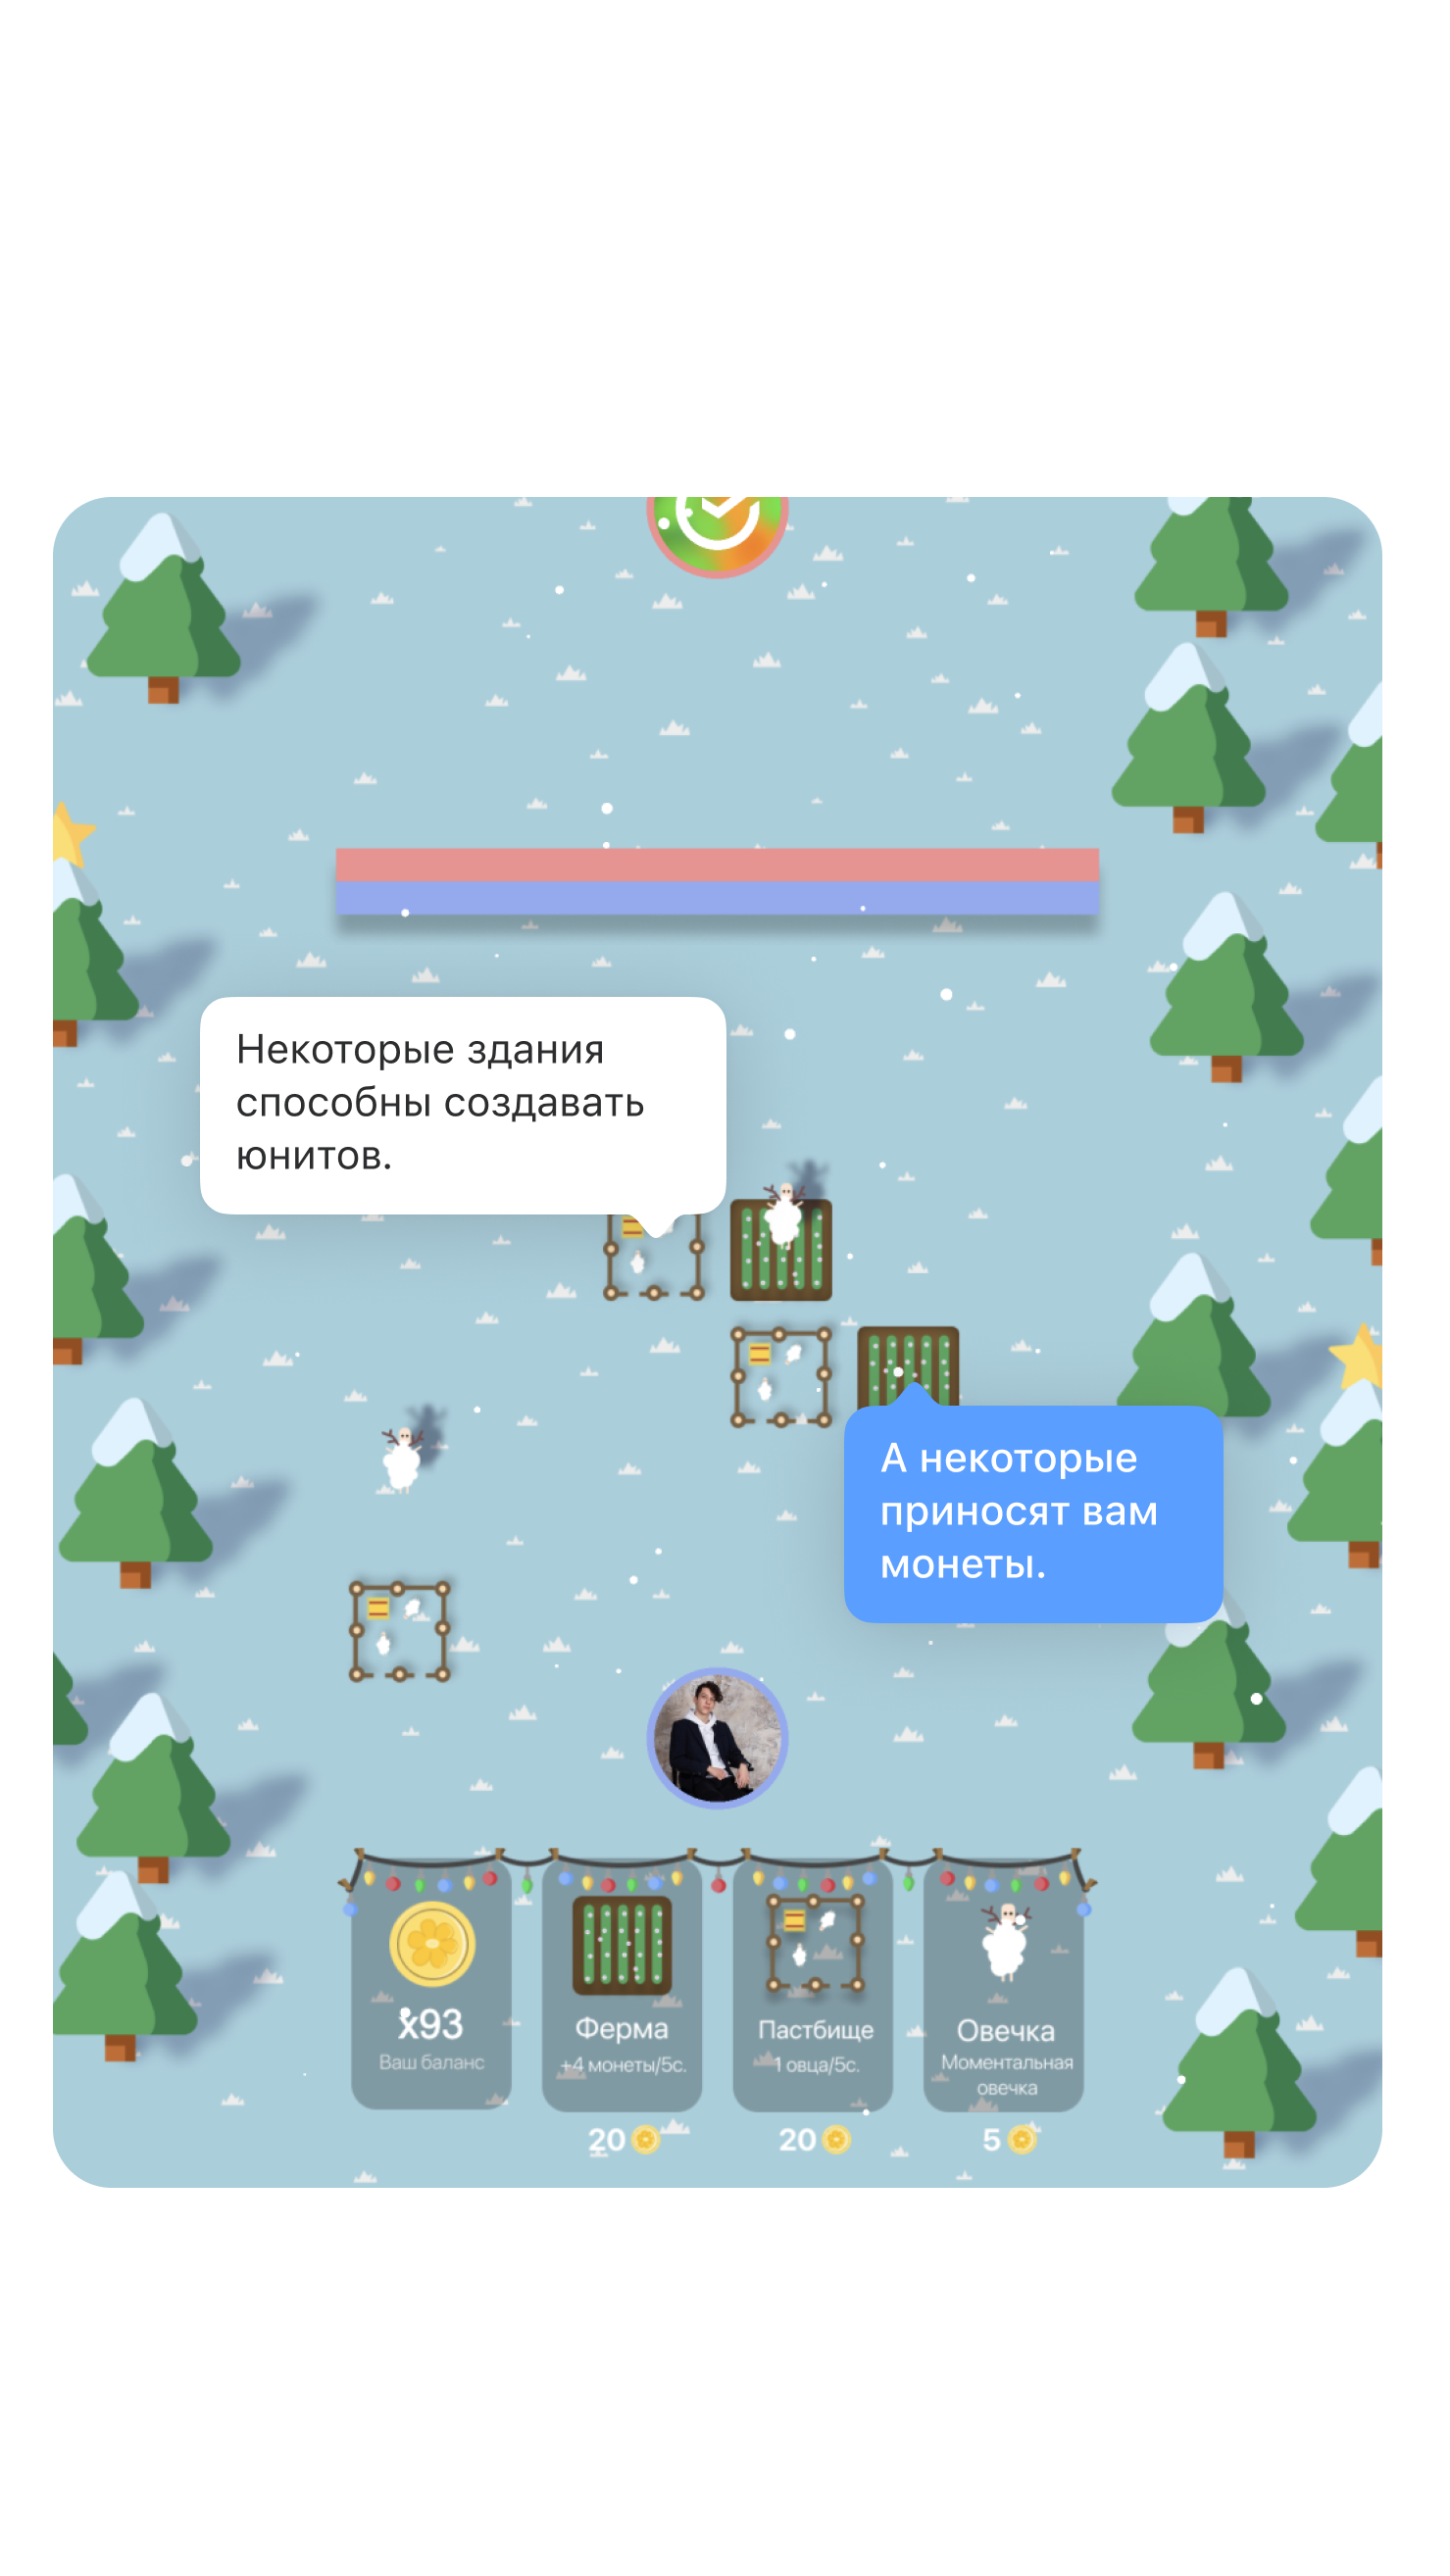 Некоторые здания
способны создавать
юнитов.
А некоторые
приносят вам
монеты.
x93
Ваш баланс
Ферма
+4 монеты/5с.
20
Пастбище
1 овца/5с.
20
Овечка
Моментальная
овечка
5